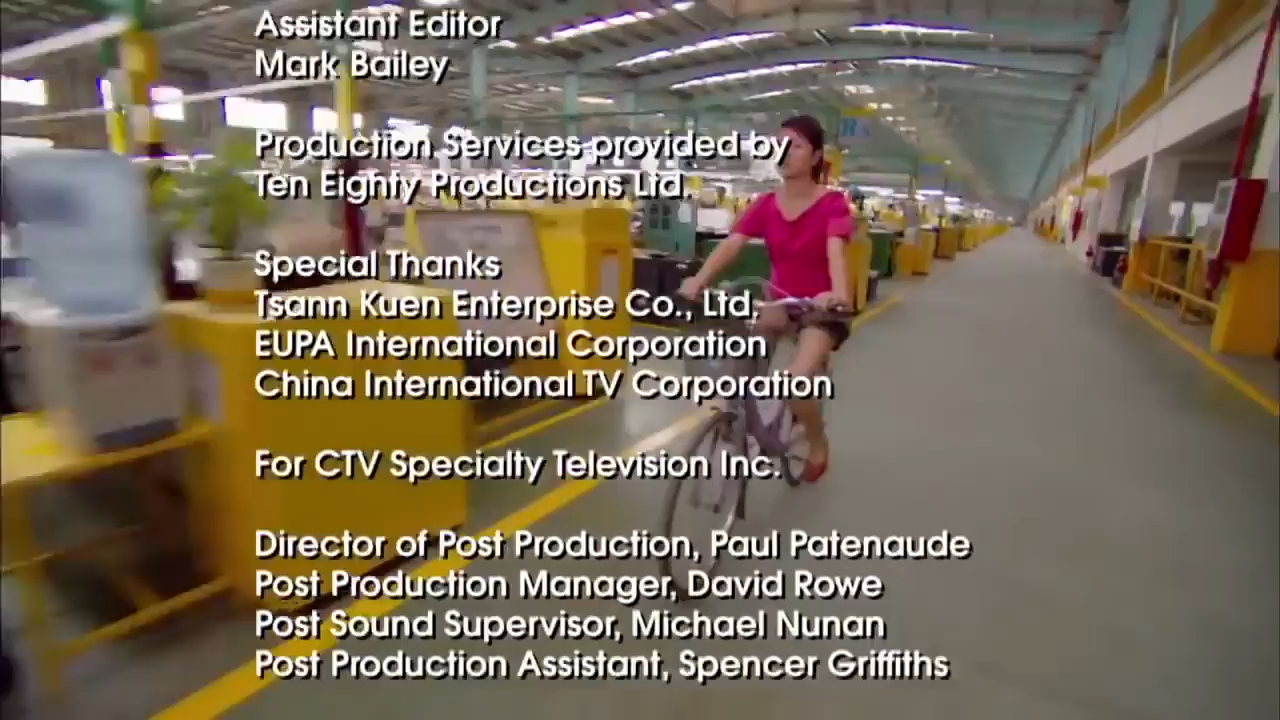 Assistant Editor
Mark Bailey
Production Services provided by
Ten Eighty Productions Ltd.
Special Thanks
Tsann Kuen Enterprise Co., Ltd.
EUPA International Corporation
China International TV Corporation
For CTV Specialty Television Inc.
Director of Post Production, Paul Patenaude
Post Production Manager, David Rowe
Post Sound Supervisor, Michael Nunan
Post Production Assistant, Spencer Griffiths